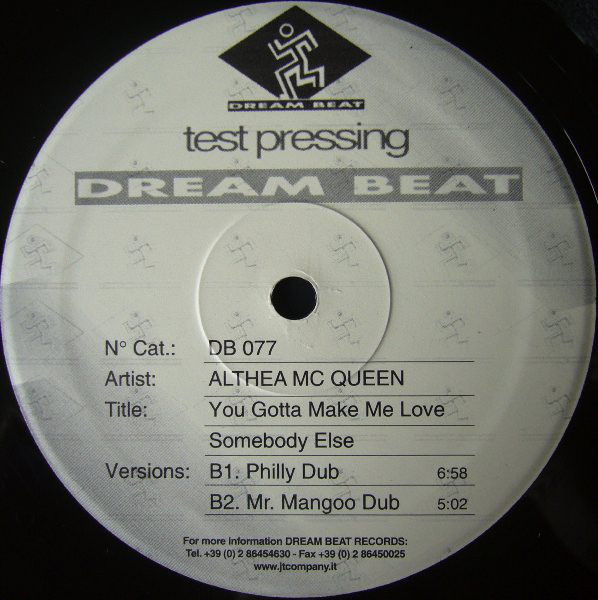 DREAM BEAT
test pressing
DREAM BEAT
N° Cat.: DB 077
Artist: ALTHEA MC QUEEN
Title: You Gotta Make Me Love
Somebody Else
Versions: B1. Philly Dub 6:58
B2. Mr. Mangoo Dub 5:02
For more information DREAM BEAT RECORDS:
Tel. +39 (0) 2 86454630 - Fax +39 (0) 2 86450025
www.jtcompany.it